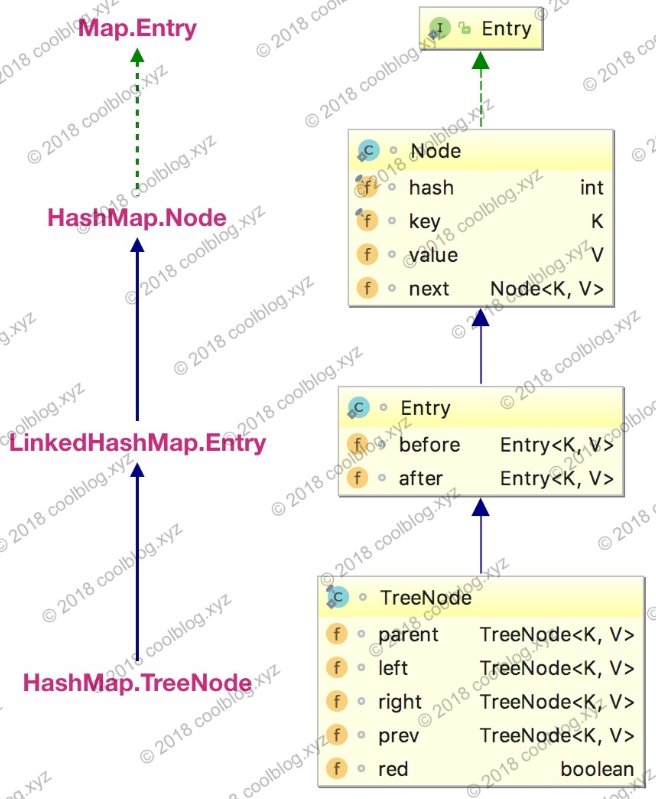 Map.Entry
HashMap.Node
LinkedHashMap.Entry
HashMap.TreeNode
I Entry
C Node
f hash int
f key K
f value V
f next Node<K, V>
C Entry
f before Entry<K, V>
f after Entry<K, V>
C TreeNode
f parent TreeNode<K, V>
f left TreeNode<K, V>
f right TreeNode<K, V>
f prev TreeNode<K, V>
f red boolean
© 2018 coolblog.xyz